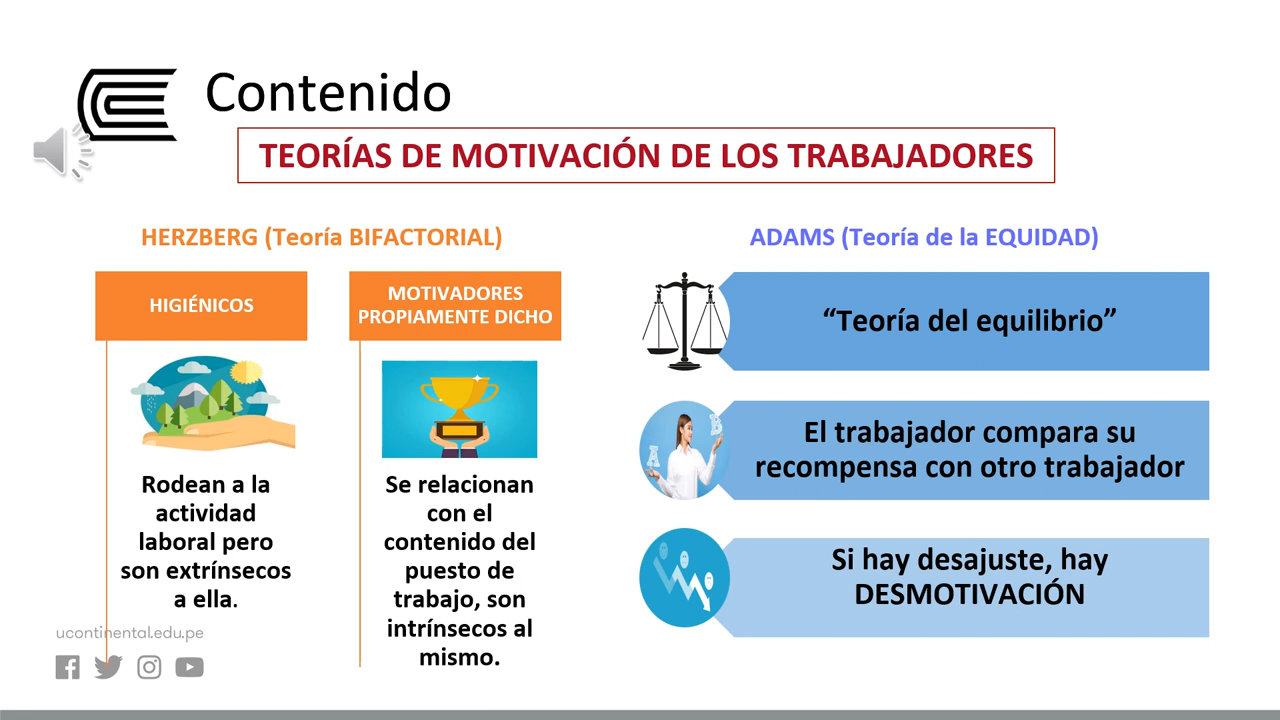 Contenido
TEORÍAS DE MOTIVACIÓN DE LOS TRABAJADORES
HERZBERG (Teoría BIFACTORIAL)
HIGIÉNICOS
Rodean a la
actividad
laboral pero
son extrínsecos
a ella.
MOTIVADORES
PROPIAMENTE DICHO
Se relacionan
con el
contenido del
puesto de
trabajo, son
intrínsecos al
mismo.
ADAMS (Teoría de la EQUIDAD)
“Teoría del equilibrio”
A
B
El trabajador compara su
recompensa con otro trabajador
Si hay desajuste, hay
DESMOTIVACIÓN
ucontinental.edu.pe